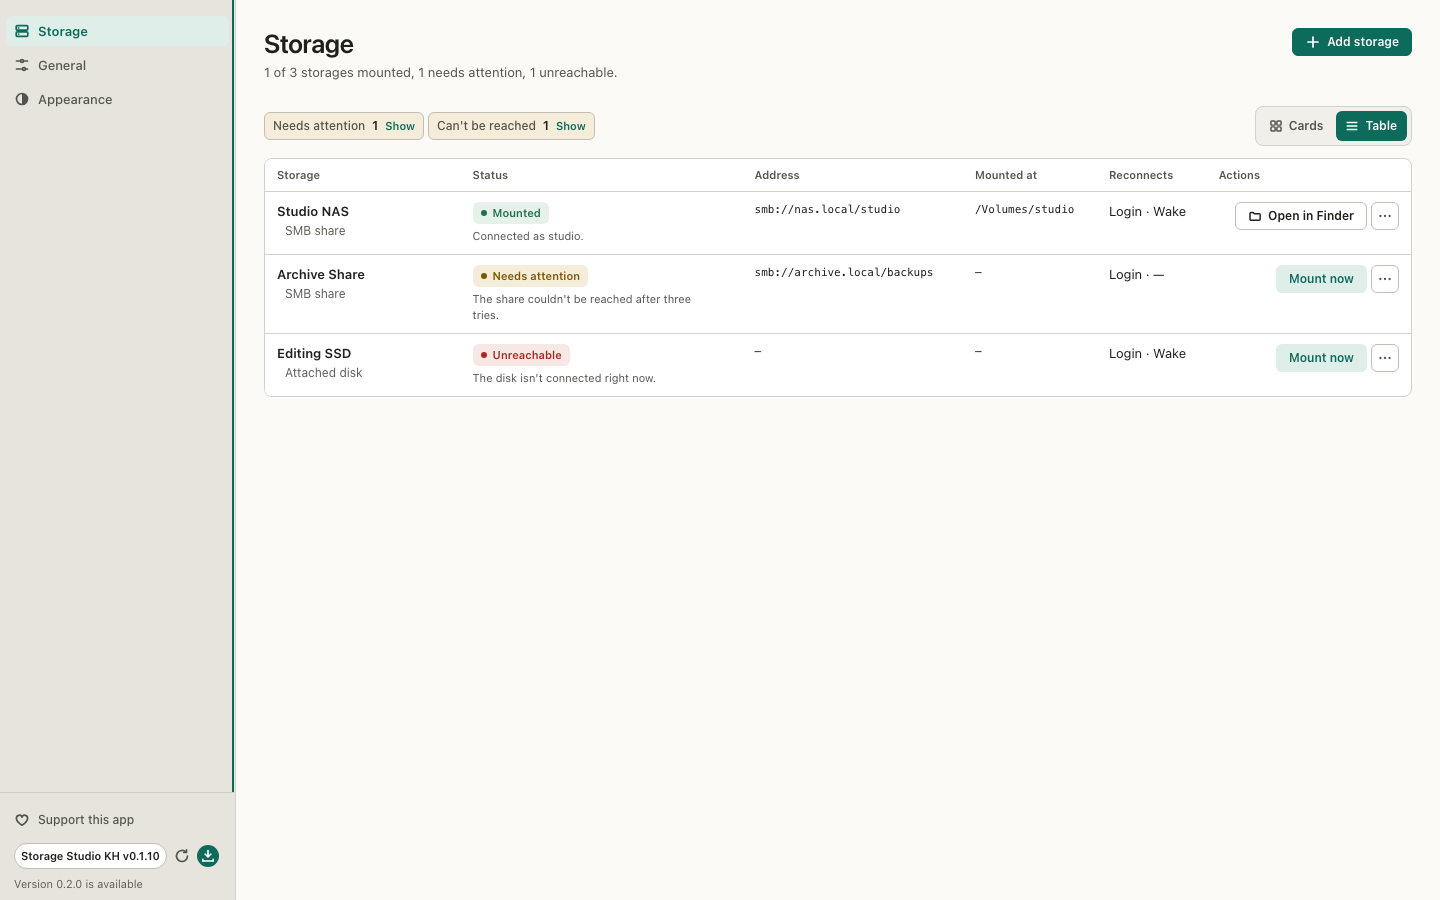 Storage
General
Appearance
Support this app
Storage Studio KH v0.1.10
Version 0.2.0 is available
Storage
1 of 3 storages mounted, 1 needs attention, 1 unreachable.
Add storage
Needs attention 1 Show
Can't be reached 1 Show
Cards
Table
Storage Status Address Mounted at Reconnects Actions
Studio NAS
SMB share
Mounted
Connected as studio.
smb://nas.local/studio
/Volumes/studio
Login · Wake
Open in Finder
Archive Share
SMB share
Needs attention
The share couldn't be reached after three
tries.
smb://archive.local/backups
–
Login · —
Mount now
Editing SSD
Attached disk
Unreachable
The disk isn't connected right now.
–
–
Login · Wake
Mount now